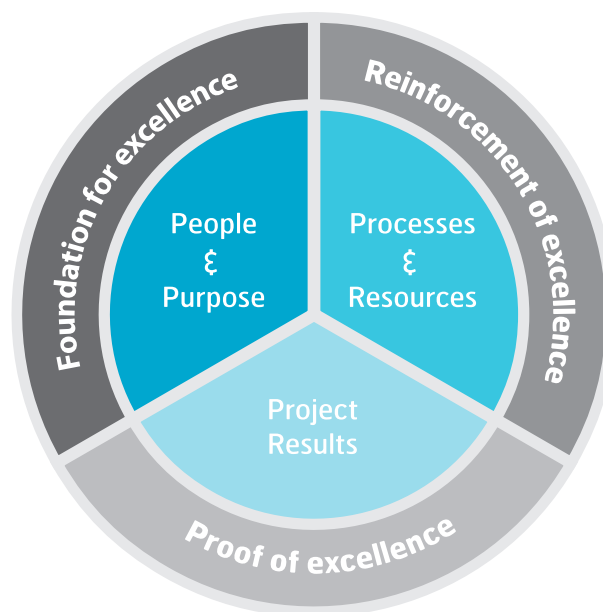 Foundation for excellence
Reinforcement of excellence
People
&
Purpose
Processes
&
Resources
Project
Results
Proof of excellence